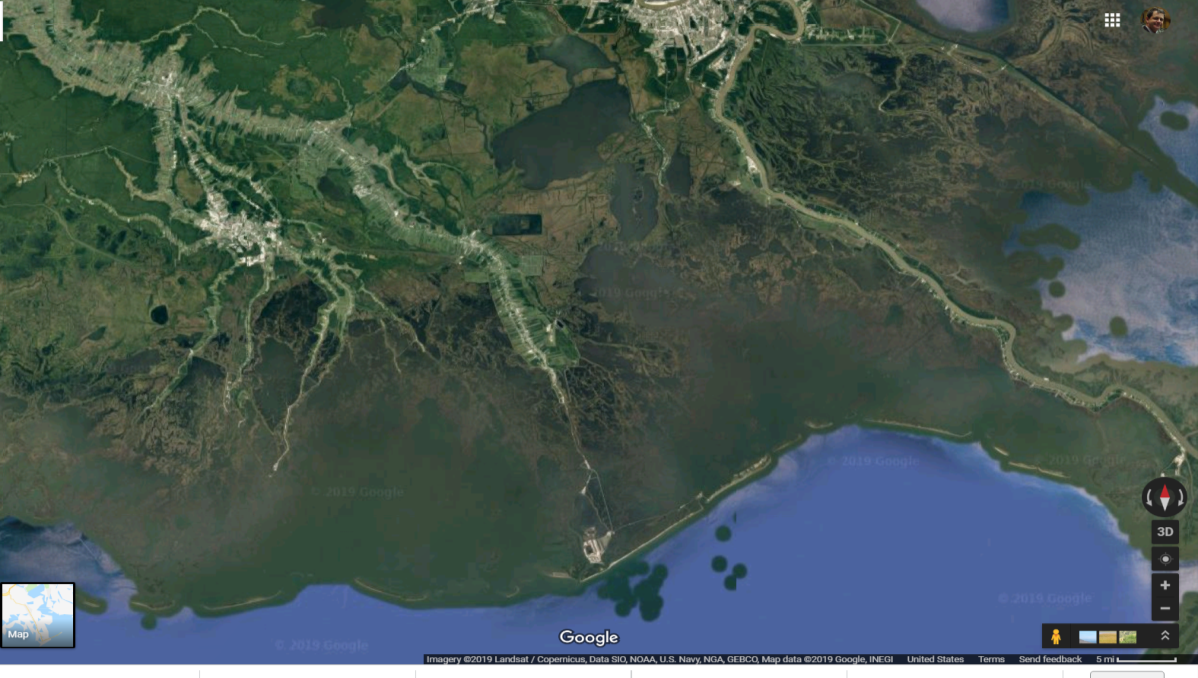 © 2019 Google
© 2019 Google
© 2019 Google
© 2019 Google
3D
© 2019 Google
Map
Google
© 2019 Google
Imagery ©2019 Landsat / Copernicus, Data SIO, NOAA, U.S. Navy, NGA, GEBCO, Map data ©2019 Google, INEGI United States Terms Send feedback 5 mi